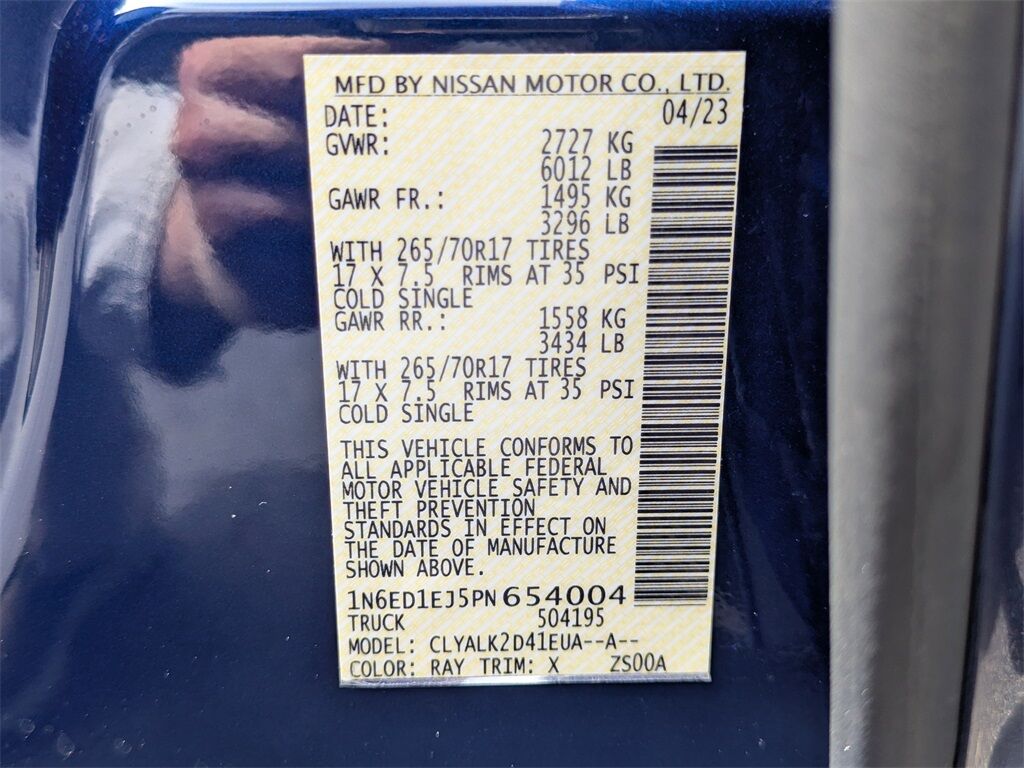 MFD BY NISSAN MOTOR CO., LTD.
DATE: 04/23
GVWR: 2727 KG
6012 LB
GAWR FR.: 1495 KG
3296 LB
WITH 265/70R17 TIRES
17 X 7.5 RIMS AT 35 PSI
COLD SINGLE
GAWR RR.: 1558 KG
3434 LB
WITH 265/70R17 TIRES
17 X 7.5 RIMS AT 35 PSI
COLD SINGLE
THIS VEHICLE CONFORMS TO
ALL APPLICABLE FEDERAL
MOTOR VEHICLE SAFETY AND
THEFT PREVENTION
STANDARDS IN EFFECT ON
THE DATE OF MANUFACTURE
SHOWN ABOVE.
1N6ED1EJ5PN654004
TRUCK 504195
MODEL: CLYALK2D41EUA--A--
COLOR: RAY TRIM: X ZS00A